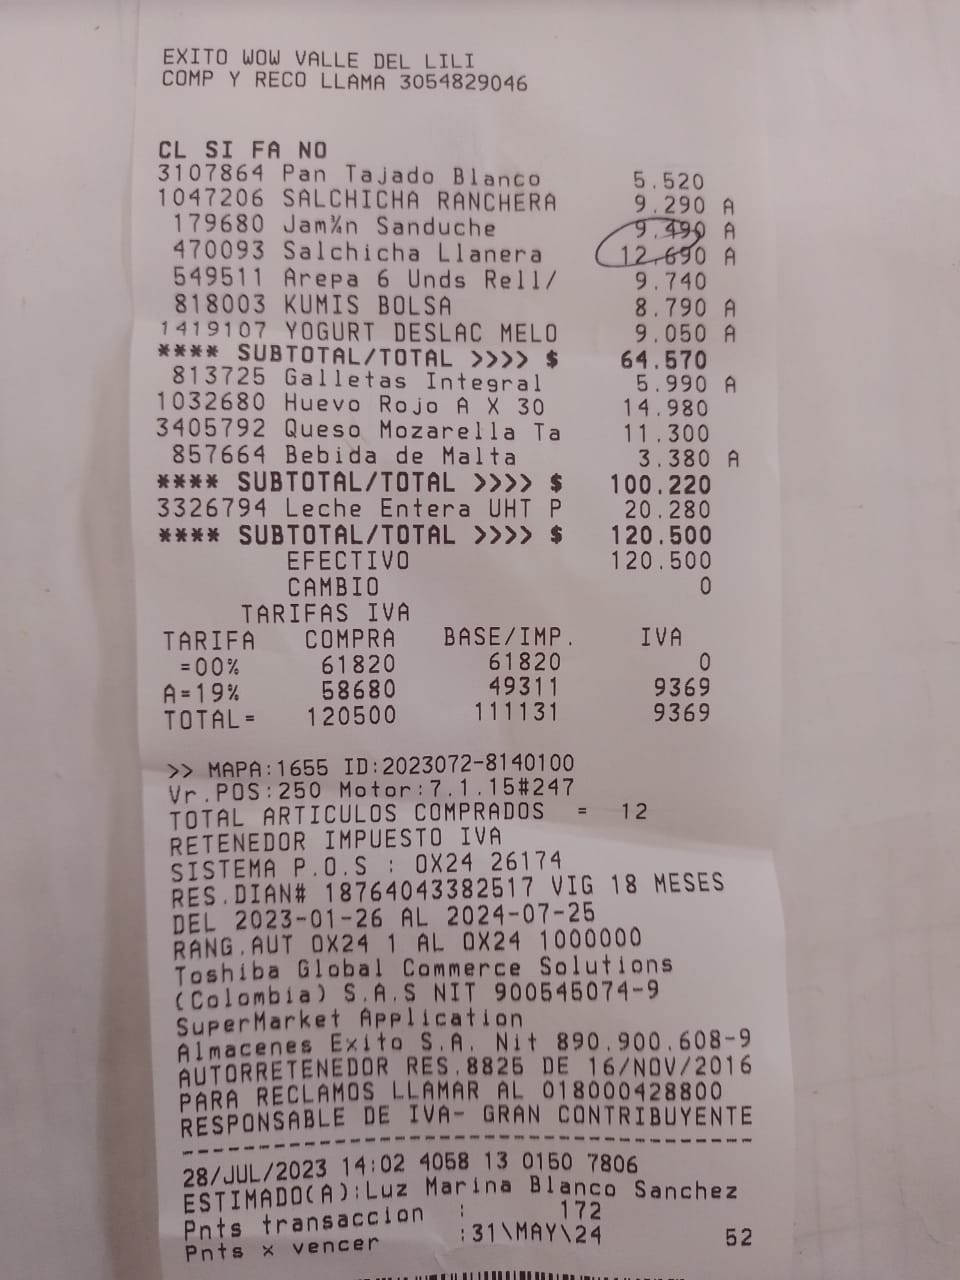 EXITO WOW VALLE DEL LILI
COMP Y RECO LLAMA 3054829046
CL SI FA NO
3107864 Pan Tajado Blanco 5.520
1047206 SALCHICHA RANCHERA 9.290 A
179680 Jam%n Sanduche 9.490 A
470093 Salchicha Llanera 12.690 A
549511 Arepa 6 Unds Rell/ 9.740
818003 KUMIS BOLSA 8.790 A
1419107 YOGURT DESLAC MELO 9.050 A
**** SUBTOTAL/TOTAL >>>> $ 64.570
813725 Galletas Integral 5.990 A
1032680 Huevo Rojo A X 30 14.980
3405792 Queso Mozarella Ta 11.300
857664 Bebida de Malta 3.380 A
**** SUBTOTAL/TOTAL >>>> $ 100.220
3326794 Leche Entera UHT P 20.280
**** SUBTOTAL/TOTAL >>>> $ 120.500
EFECTIVO 120.500
CAMBIO 0
TARIFAS IVA
TARIFA COMPRA BASE/IMP. IVA
=00% 61820 61820 0
A=19% 58680 49311 9369
TOTAL= 120500 111131 9369
>> MAPA:1655 ID:2023072-8140100
Vr.POS:250 Motor:7.1.15#247
TOTAL ARTICULOS COMPRADOS = 12
RETENEDOR IMPUESTO IVA
SISTEMA P.O.S : OX24 26174
RES.DIAN# 18764043382517 VIG 18 MESES
DEL 2023-01-26 AL 2024-07-25
RANG.AUT OX24 1 AL OX24 1000000
Toshiba Global Commerce Solutions
(Colombia) S.A.S NIT 900545074-9
SuperMarket Application
Almacenes Exito S.A. Nit 890.900.608-9
AUTORRETENEDOR RES.8825 DE 16/NOV/2016
PARA RECLAMOS LLAMAR AL 018000428800
RESPONSABLE DE IVA- GRAN CONTRIBUYENTE
--------------------------------------
28/JUL/2023 14:02 4058 13 0150 7806
ESTIMADO(A):Luz Marina Blanco Sanchez
Pnts transaccion : 172
Pnts x vencer :31\MAY\24 52